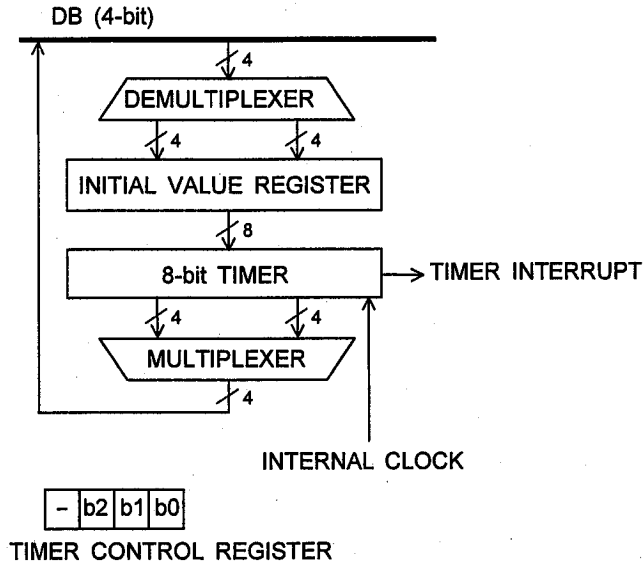 DB (4-bit)
4
DEMULTIPLEXER
4 4
INITIAL VALUE REGISTER
8
8-bit TIMER
TIMER INTERRUPT
4 4
MULTIPLEXER
4
INTERNAL CLOCK
– b2 b1 b0
TIMER CONTROL REGISTER